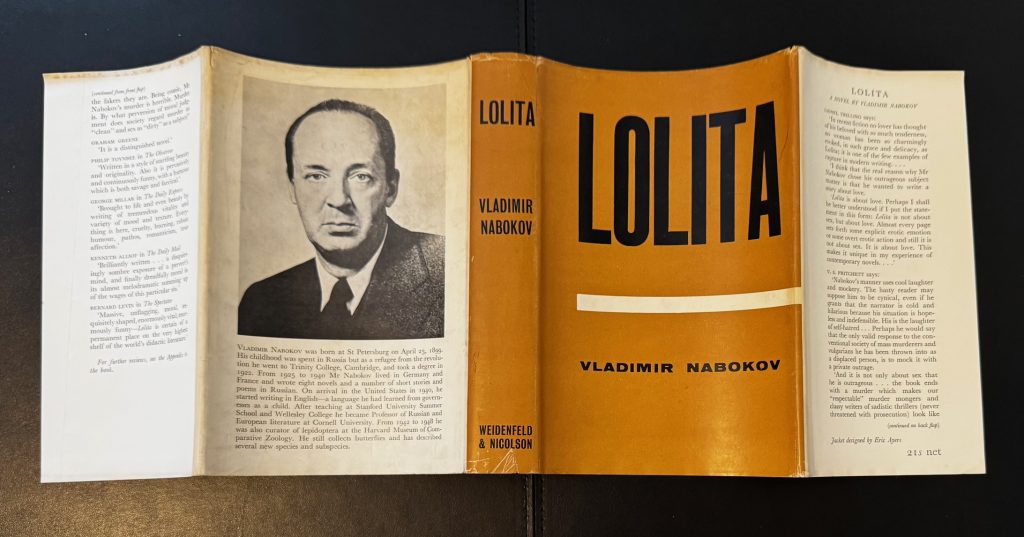 (continued from front flap)
the fakers they are. Being comic, Mr
Nabokov's murder is horrible. Murder
is. By what perversion of moral judg-
ment does society regard murder as
"clean" and sex as "dirty" as a subject'
GRAHAM GREENE
'It is a distinguished novel.'
PHILIP TOYNBEE in The Observer
'Written in a style of startling beauty
and originality. Also it is pervasively
and continuously funny, with a humour
which is both savage and farcical.'
GEORGE MILLAR in The Daily Express
'Brought to life and even beauty by
writing of tremendous vitality and
variety of mood and texture. Every-
thing is here, cruelty, learning, robust
humour, pathos, romanticism, true
affection.'
KENNETH ALLSOP in The Daily Mail
'Brilliantly written . . . a disquiet-
ingly sombre exposure of a pervert's
mind, and finally dreadfully moral in
its almost melodramatic summing up
of the wages of this particular sin.'
BERNARD LEVIN in The Spectator
'Massive, unflagging, moral, ex-
quisitely shaped, enormously vital, enor-
mously funny—Lolita is certain of a
permanent place on the very highest
shelf of the world's didactic literature'
For further reviews, see the Appendix to
the book.
VLADIMIR NABOKOV was born at St Petersburg on April 23, 1899.
His childhood was spent in Russia but as a refugee from the revolu-
tion he went to Trinity College, Cambridge, and took a degree in
1922. From 1925 to 1940 Mr Nabokov lived in Germany and
France and wrote eight novels and a number of short stories and
poems in Russian. On arrival in the United States in 1940, he
started writing in English—a language he had learned from govern-
esses as a child. After teaching at Stanford University Summer
School and Wellesley College he became Professor of Russian and
European literature at Cornell University. From 1942 to 1948 he
was also curator of lepidoptera at the Harvard Museum of Com-
parative Zoology. He still collects butterflies and has described
several new species and subspecies.
LOLITA
VLADIMIR
NABOKOV
WEIDENFELD
& NICOLSON
LOLITA
VLADIMIR NABOKOV
LOLITA
A NOVEL BY VLADIMIR NABOKOV
LIONEL TRILLING says:
'In recent fiction no lover has thought
of his beloved with so much tenderness,
no woman has been so charmingly
evoked, in such grace and delicacy, as
Lolita; it is one of the few examples of
rapture in modern writing. . . .
'I think that the real reason why Mr
Nabokov chose his outrageous subject
matter is that he wanted to write a
story about love.
'Lolita is about love. Perhaps I shall
be better understood if I put the state-
ment in this form: Lolita is not about
sex, but about love. Almost every page
sets forth some explicit erotic emotion
or some overt erotic action and still it is
not about sex. It is about love. This
makes it unique in my experience of
contemporary novels. . . .'
V. S. PRITCHETT says:
'Nabokov's manner uses cool laughter
and mockery. The hasty reader may
suppose him to be cynical, even if he
grants that the narrator is cold and
hilarious because his situation is hope-
less and indefensible. His is the laughter
of self-hatred . . . Perhaps he would say
that the only valid response to the con-
ventional society of mass murderers and
vulgarians he has been thrown into as
a displaced person, is to mock it with
a private outrage.
'And it is not only about sex that
he is outrageous . . . the book ends
with a murder which makes our
"respectable" murder mongers and
classy writers of sadistic thrillers (never
threatened with prosecution) look like
(continued on back flap)
Jacket designed by Eric Ayers
21s net